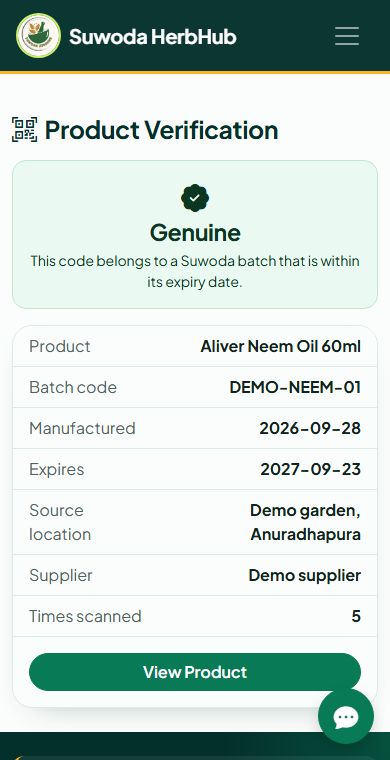 Suwoda HerbHub
Product Verification
Genuine
This code belongs to a Suwoda batch that is within
its expiry date.
Product Aliver Neem Oil 60ml
Batch code DEMO-NEEM-01
Manufactured 2026-09-28
Expires 2027-09-23
Source Demo garden,
location Anuradhapura
Supplier Demo supplier
Times scanned 5
View Product